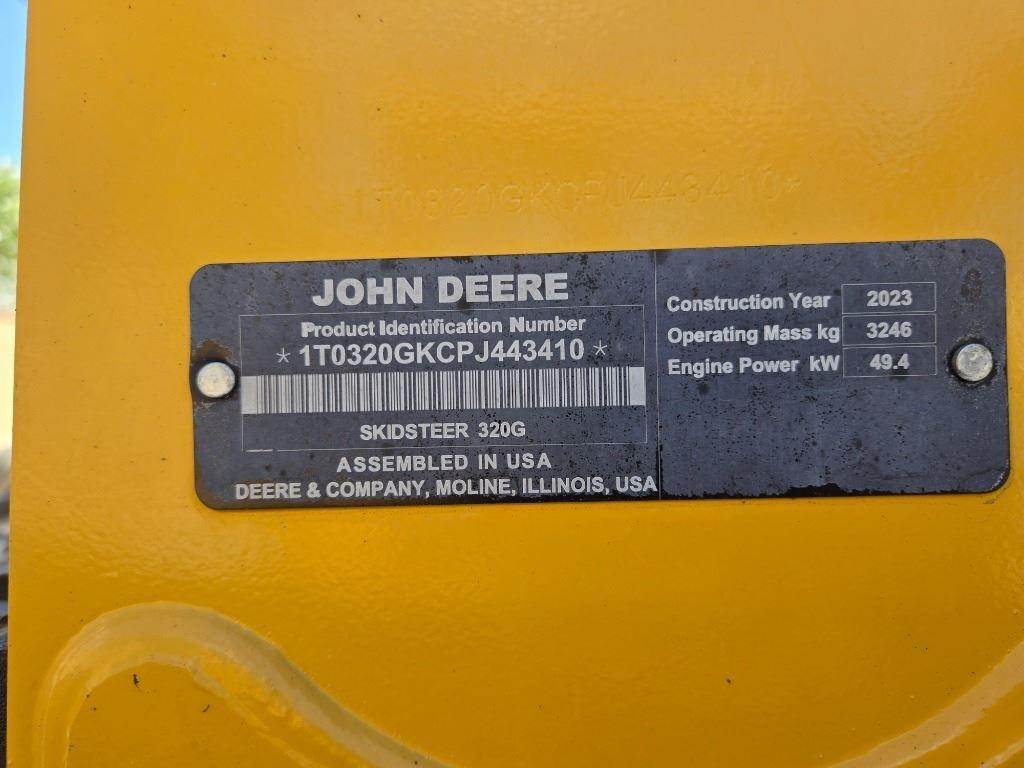 1T0320GKCPJ443410*
JOHN DEERE
Product Identification Number
* 1T0320GKCPJ443410 *
SKIDSTEER 320G
ASSEMBLED IN USA
DEERE & COMPANY, MOLINE, ILLINOIS, USA
Construction Year 2023
Operating Mass kg 3246
Engine Power kW 49.4